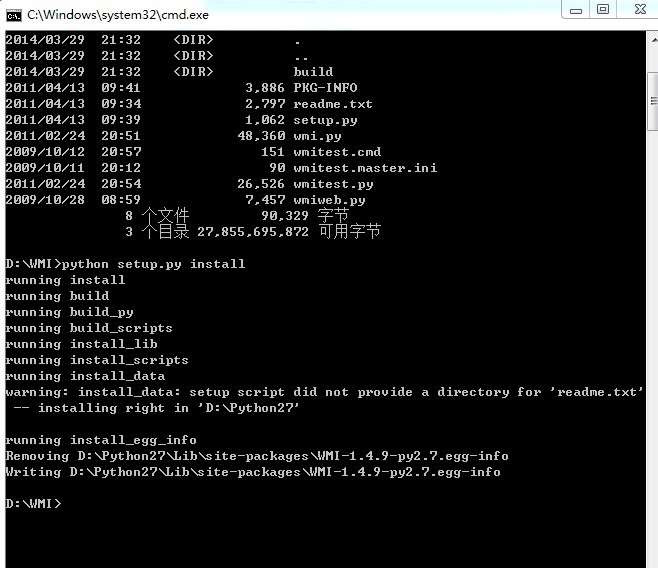 C:\Windows\system32\cmd.exe
2014/03/29  21:32    <DIR>          .
2014/03/29  21:32    <DIR>          ..
2014/03/29  21:32    <DIR>          build
2011/04/13  09:41             3,886 PKG-INFO
2011/04/13  09:34             2,797 readme.txt
2011/04/13  09:39             1,062 setup.py
2011/02/24  20:51            48,360 wmi.py
2009/10/12  20:57               151 wmitest.cmd
2009/10/11  20:12                90 wmitest.master.ini
2011/02/24  20:54            26,526 wmitest.py
2009/10/28  08:59             7,457 wmiweb.py
8 个文件         90,329 字节
3 个目录 27,855,695,872 可用字节
D:\WMI>python setup.py install
running install
running build
running build_py
running build_scripts
running install_lib
running install_scripts
running install_data
warning: install_data: setup script did not provide a directory for 'readme.txt'
-- installing right in 'D:\Python27'
running install_egg_info
Removing D:\Python27\Lib\site-packages\WMI-1.4.9-py2.7.egg-info
Writing D:\Python27\Lib\site-packages\WMI-1.4.9-py2.7.egg-info
D:\WMI>